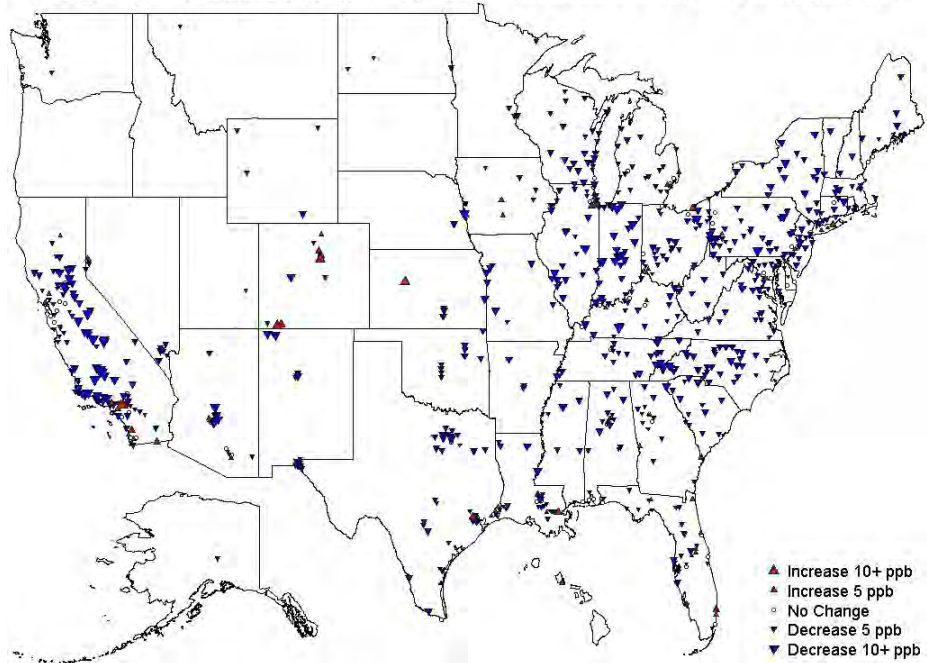 Increase 10+ ppb
Increase 5 ppb
No Change
Decrease 5 ppb
Decrease 10+ ppb